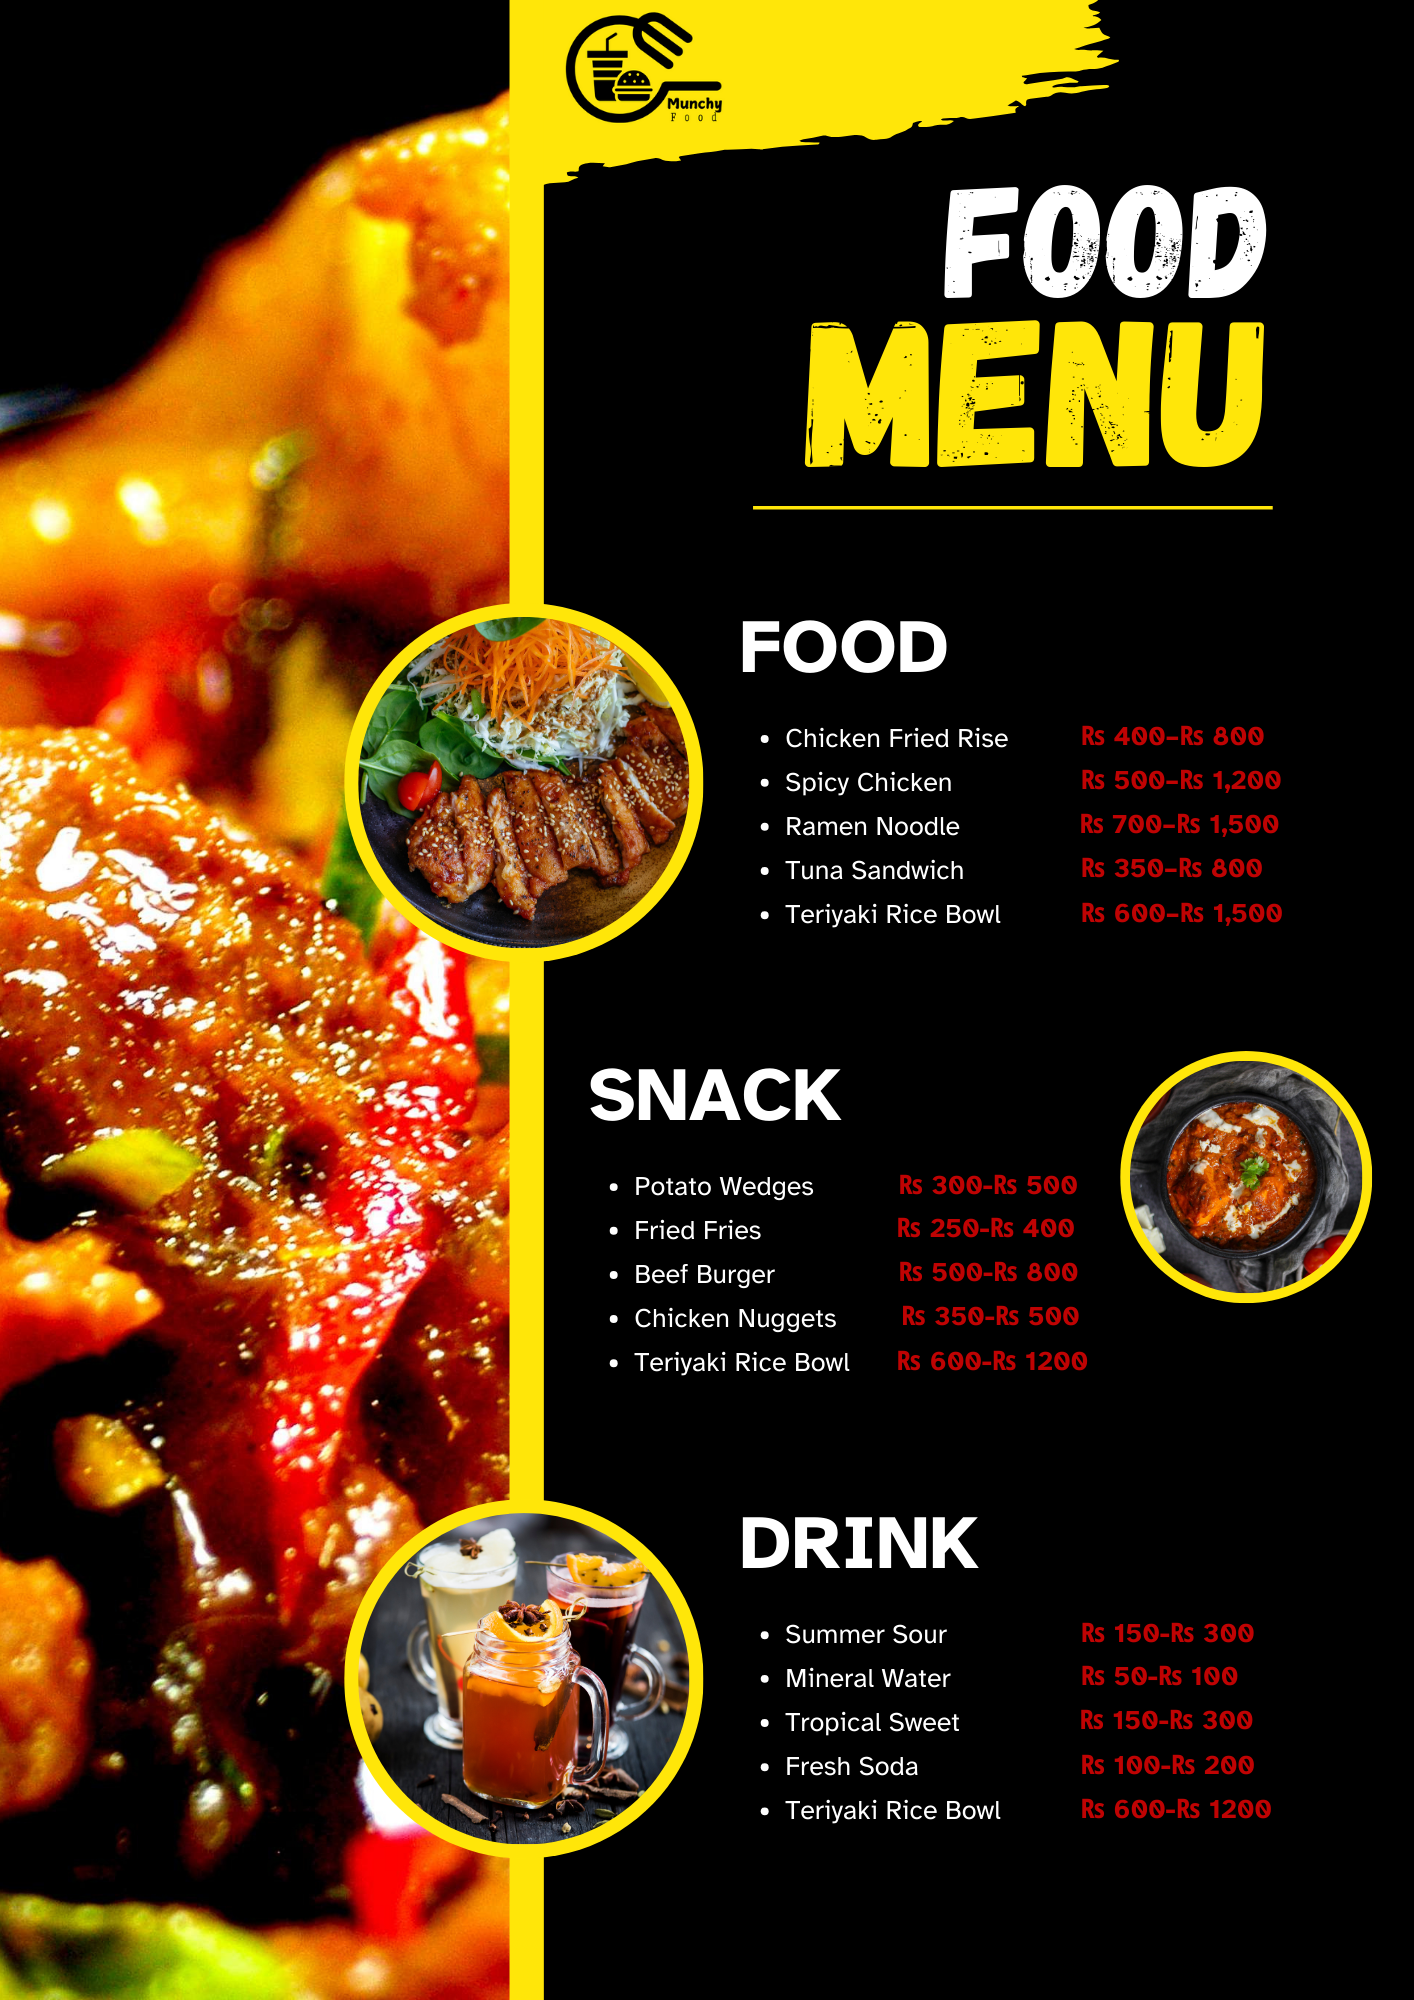 Munchy
Food
FOOD
MENU
FOOD
• Chicken Fried Rise Rs 400–Rs 800
• Spicy Chicken Rs 500–Rs 1,200
• Ramen Noodle Rs 700–Rs 1,500
• Tuna Sandwich Rs 350–Rs 800
• Teriyaki Rice Bowl Rs 600–Rs 1,500
SNACK
• Potato Wedges Rs 300-Rs 500
• Fried Fries Rs 250-Rs 400
• Beef Burger Rs 500-Rs 800
• Chicken Nuggets Rs 350-Rs 500
• Teriyaki Rice Bowl Rs 600-Rs 1200
DRINK
• Summer Sour Rs 150-Rs 300
• Mineral Water Rs 50-Rs 100
• Tropical Sweet Rs 150-Rs 300
• Fresh Soda Rs 100-Rs 200
• Teriyaki Rice Bowl Rs 600-Rs 1200